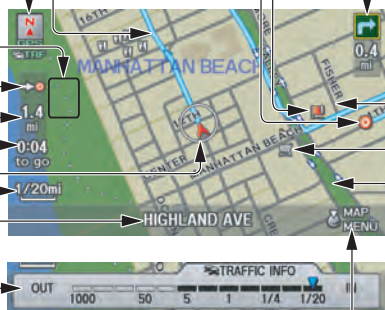 N
TRF
16TH
MANHATTAN BEACH
FISHER
0.4
mi
1.4
mi
0:04
to go
12TH
CENTER
MANHATTAN BEACH
1/20mi
HIGHLAND AVE
MAP
MENU
TRAFFIC INFO
OUT
IN
1000 50 5 1 1/4 1/20